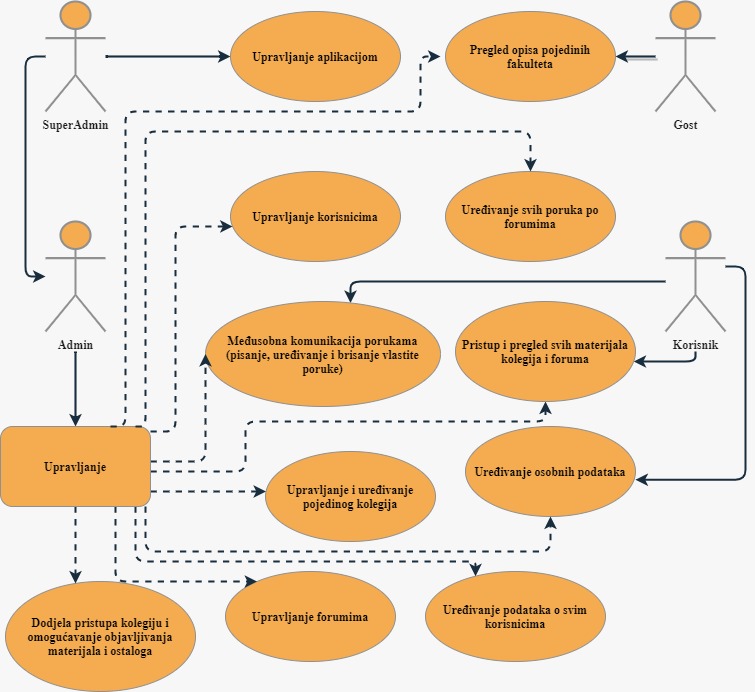 Upravljanje aplikacijom
Pregled opisa pojedinih
fakulteta
SuperAdmin
Gost
Upravljanje korisnicima
Uređivanje svih poruka po
forumima
Admin
Međusobna komunikacija porukama
(pisanje, uređivanje i brisanje vlastite
poruke)
Pristup i pregled svih materijala
kolegija i foruma
Korisnik
Upravljanje
Uređivanje osobnih podataka
Upravljanje i uređivanje
pojedinog kolegija
Dodjela pristupa kolegiju i
omogućavanje objavljivanja
materijala i ostaloga
Upravljanje forumima
Uređivanje podataka o svim
korisnicima